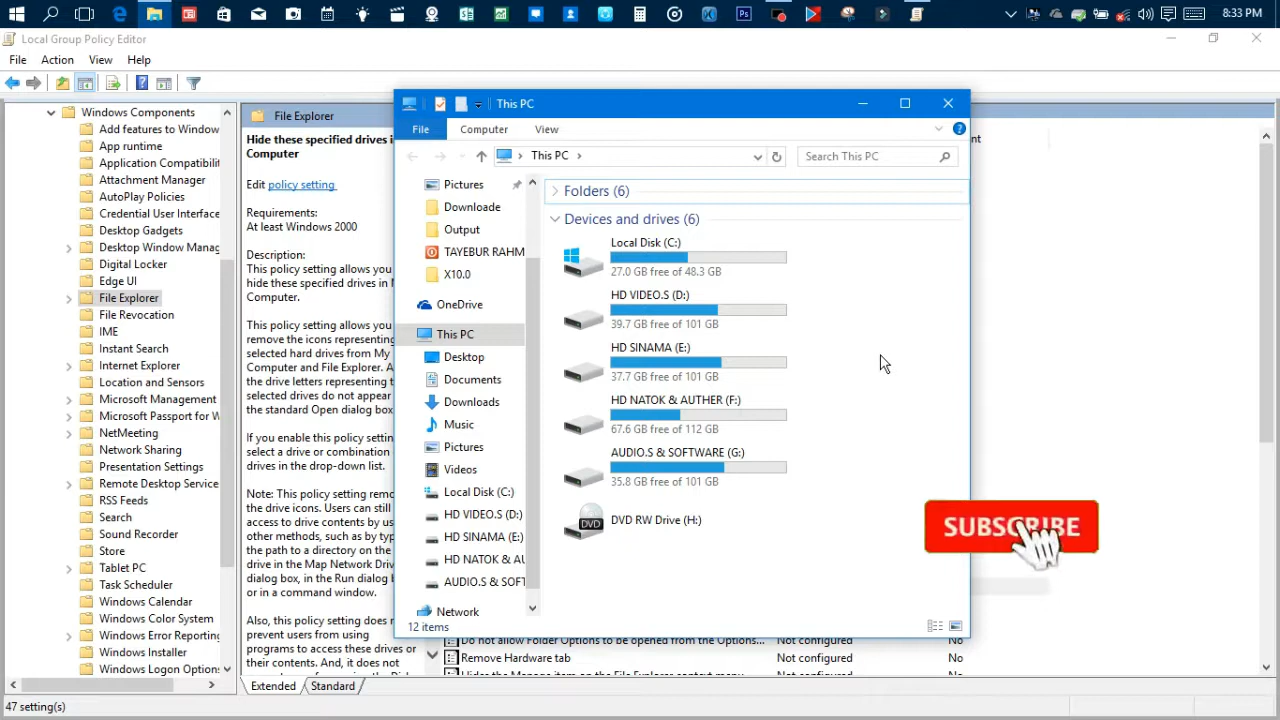 8:33 PM
Local Group Policy Editor
File Action View Help
Windows Components
Add features to Window
App runtime
Application Compatibilit
Attachment Manager
AutoPlay Policies
Credential User Interface
Desktop Gadgets
Desktop Window Manag
Digital Locker
Edge UI
File Explorer
File Revocation
IME
Instant Search
Internet Explorer
Location and Sensors
Microsoft Management
Microsoft Passport for W
NetMeeting
Network Sharing
Presentation Settings
Remote Desktop Service
RSS Feeds
Search
Sound Recorder
Store
Tablet PC
Task Scheduler
Windows Calendar
Windows Color System
Windows Error Reporting
Windows Installer
Windows Logon Options
File Explorer
Hide these specified drives i
Computer
Edit policy setting
Requirements:
At least Windows 2000
Description:
This policy setting allows you
hide these specified drives in M
Computer.
This policy setting allows you
remove the icons representing
selected hard drives from My
Computer and File Explorer. A
the drive letters representing t
selected drives do not appear
the standard Open dialog box
If you enable this policy settin
select a drive or combination
drives in the drop-down list.
Note: This policy setting remo
the drive icons. Users can still
access to drive contents by us
other methods, such as by typ
the path to a directory on the
drive in the Map Network Driv
dialog box, in the Run dialog b
or in a command window.
Also, this policy setting does n
prevent users from using
programs to access these drives or
their contents. And, it does not
This PC
File Computer View
This PC
Search This PC
Pictures
Downloade
Output
TAYEBUR RAHM
X10.0
OneDrive
This PC
Desktop
Documents
Downloads
Music
Pictures
Videos
Local Disk (C:)
HD VIDEO.S (D:)
HD SINAMA (E:)
HD NATOK & AU
AUDIO.S & SOFT
Network
Folders (6)
Devices and drives (6)
Local Disk (C:)
27.0 GB free of 48.3 GB
HD VIDEO.S (D:)
39.7 GB free of 101 GB
HD SINAMA (E:)
37.7 GB free of 101 GB
HD NATOK & AUTHER (F:)
67.6 GB free of 112 GB
AUDIO.S & SOFTWARE (G:)
35.8 GB free of 101 GB
DVD RW Drive (H:)
DVD
12 items
SUBSCRIBE
Do not allow Folder Options to be opened from the Options... Not configured No
Remove Hardware tab Not configured No
Extended Standard
47 setting(s)